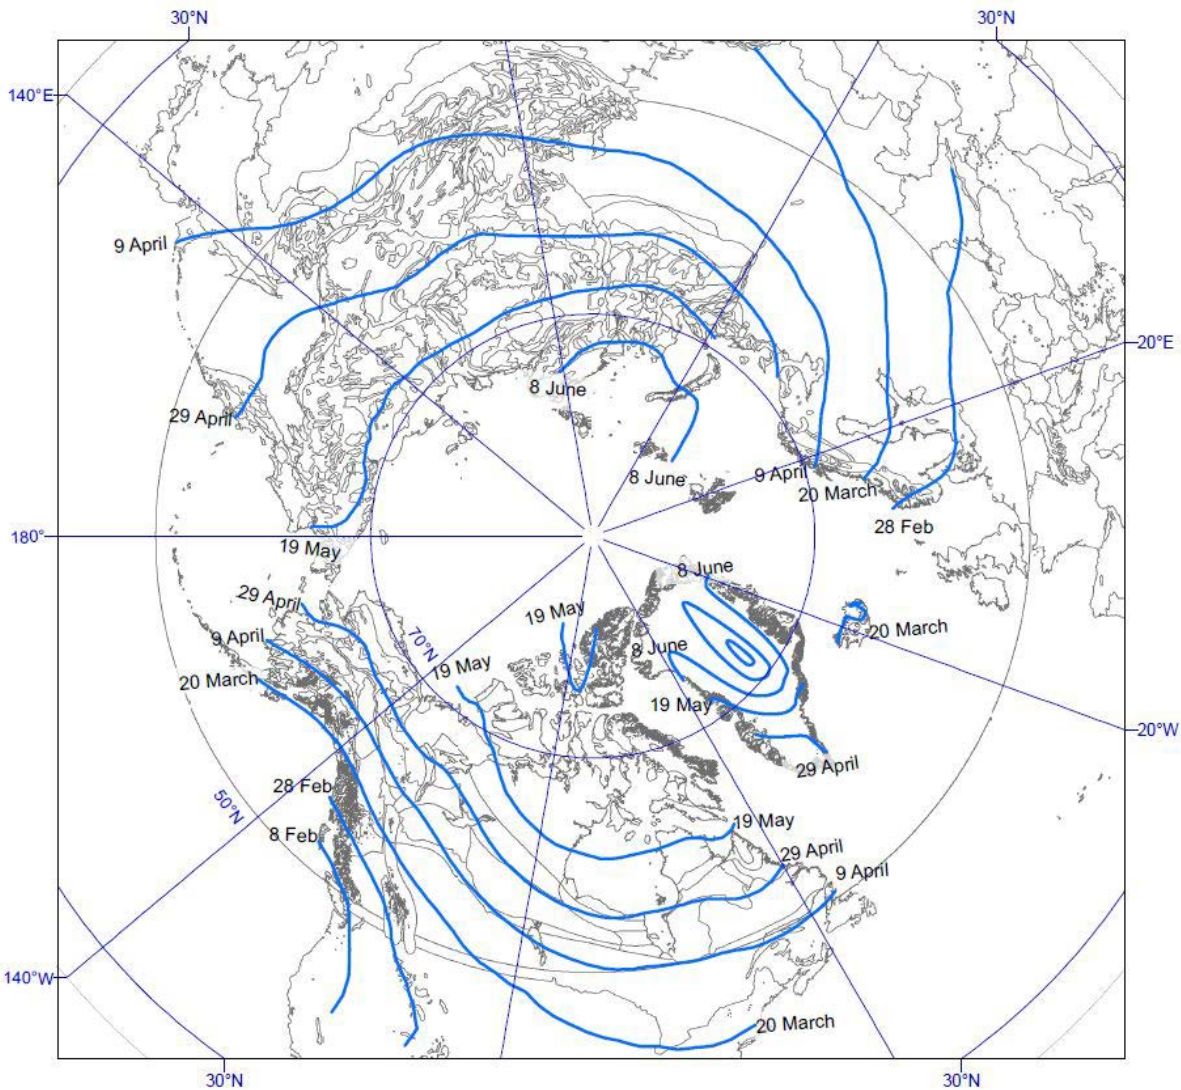 30°N
30°N
140°E
9 April
20°E
8 June
29 April
8 June
9 April
20 March
28 Feb
180°
19 May
8 June
29 April
19 May
20 March
9 April
70°N
8 June
20 March
19 May
19 May
20°W
29 April
28 Feb
50°N
8 Feb
19 May
29 April
9 April
140°W
20 March
30°N
30°N